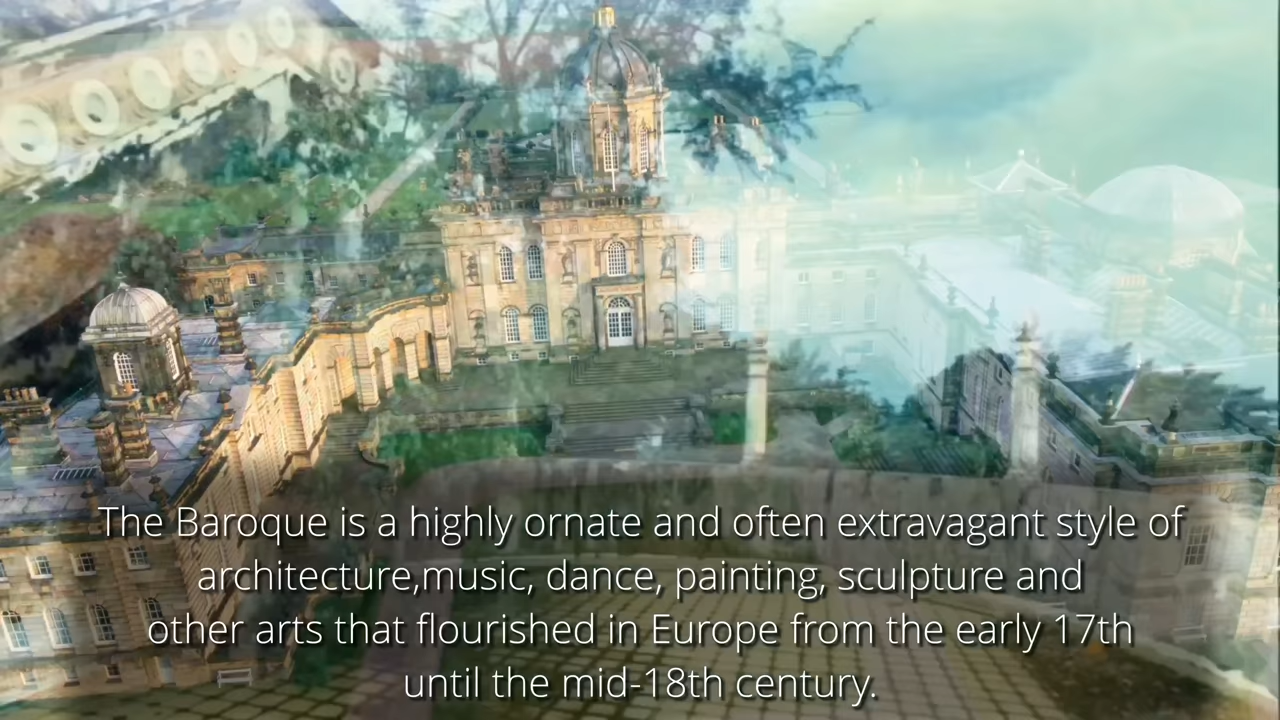 The Baroque is a highly ornate and often extravagant style of
architecture,music, dance, painting, sculpture and
other arts that flourished in Europe from the early 17th
until the mid-18th century.